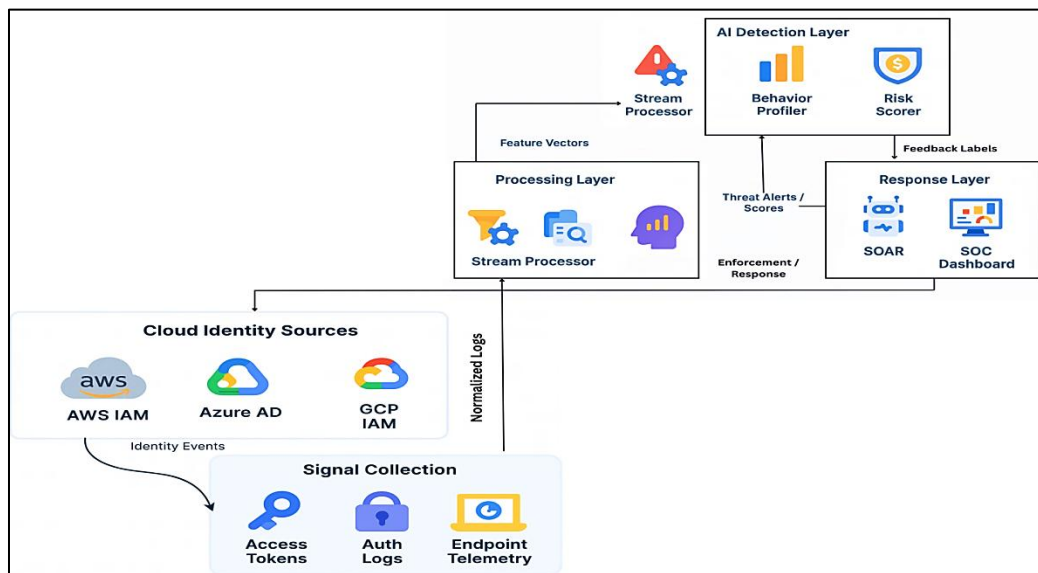 AI Detection Layer
Stream
Processor
Behavior
Profiler
Risk
Scorer
Feature Vectors
Feedback Labels
Processing Layer
Stream Processor
Threat Alerts /
Scores
Response Layer
SOAR
SOC
Dashboard
Enforcement /
Response
Cloud Identity Sources
aws
AWS IAM
Azure AD
GCP
IAM
Normalized Logs
Identity Events
Signal Collection
Access
Tokens
Auth
Logs
Endpoint
Telemetry